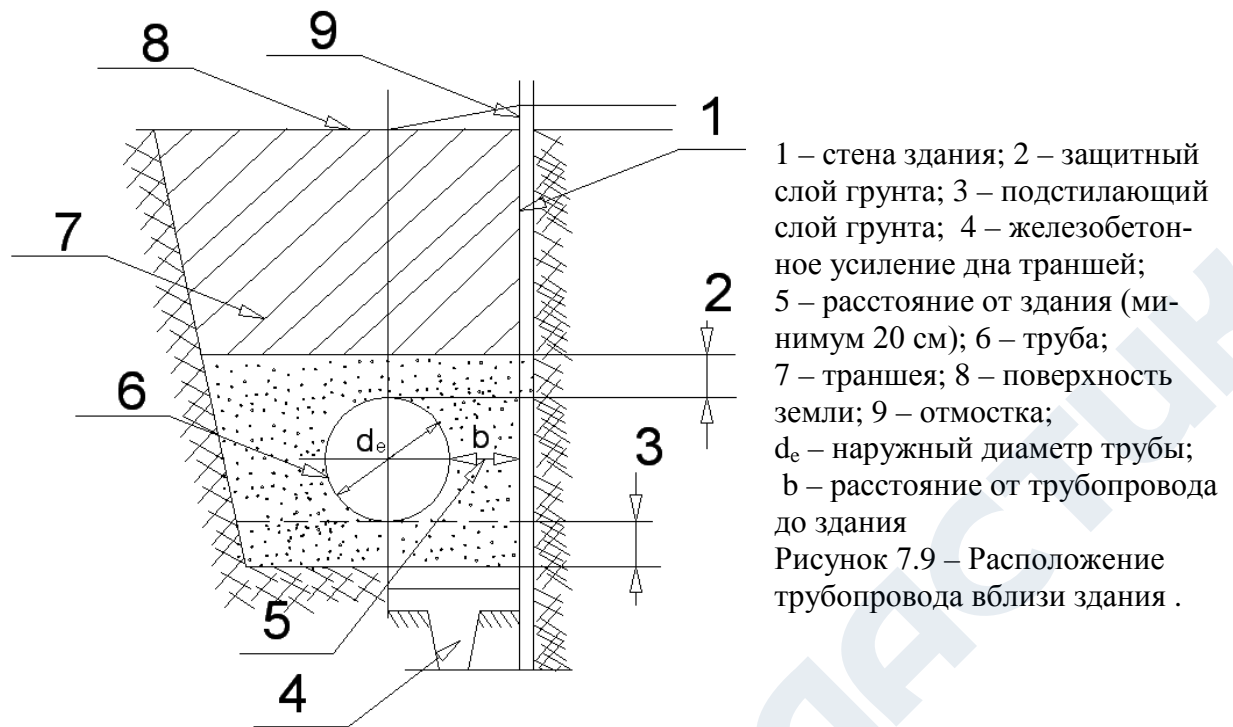 8
9
1
7
2
6
d_e
b
3
5
4
1 – стена здания; 2 – защитный
слой грунта; 3 – подстилающий
слой грунта; 4 – железобетон-
ное усиление дна траншей;
5 – расстояние от здания (ми-
нимум 20 см); 6 – труба;
7 – траншея; 8 – поверхность
земли; 9 – отмостка;
d_e – наружный диаметр трубы;
b – расстояние от трубопровода
до здания
Рисунок 7.9 – Расположение
трубопровода вблизи здания .
ПЛАСТИК